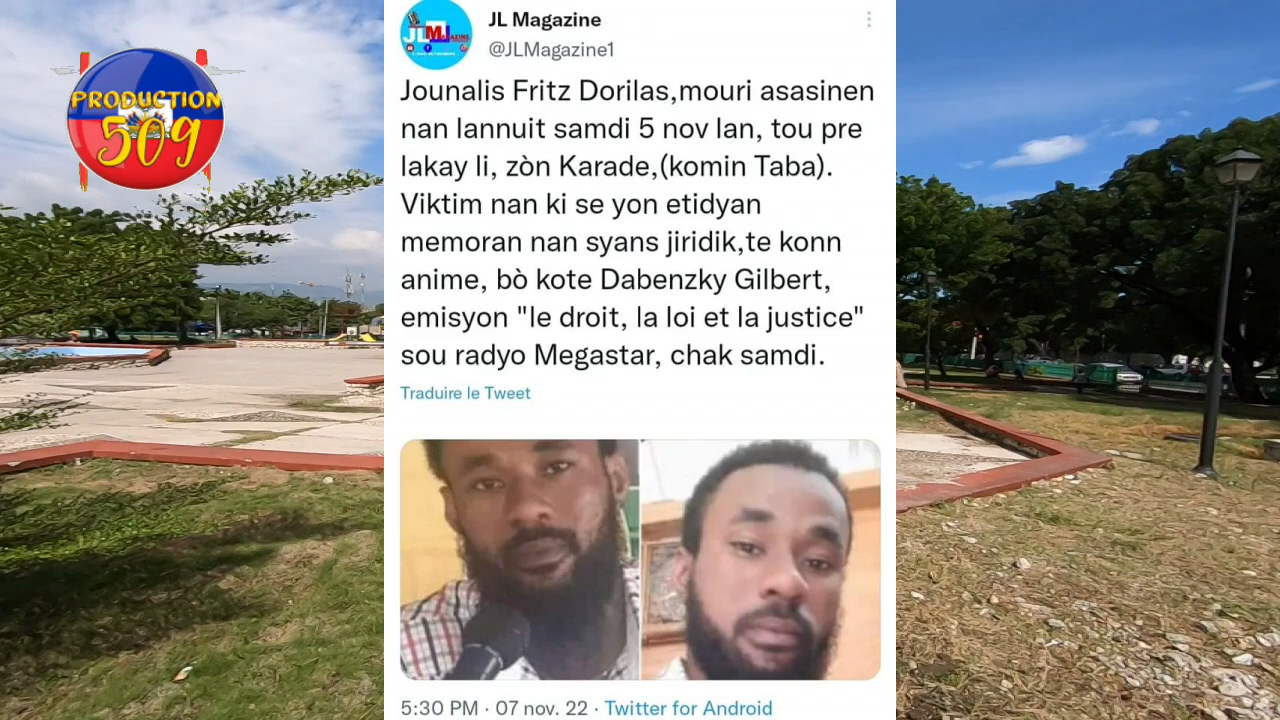 PRODUCTION
509
JL MAGAZINE
JL Magazine
@JLMagazine1
Jounalis Fritz Dorilas,mouri asasinen
nan lannuit samdi 5 nov lan, tou pre
lakay li, zòn Karade,(komin Taba).
Viktim nan ki se yon etidyan
memoran nan syans jiridik,te konn
anime, bò kote Dabenzky Gilbert,
emisyon "le droit, la loi et la justice"
sou radyo Megastar, chak samdi.
Traduire le Tweet
5:30 PM · 07 nov. 22 · Twitter for Android